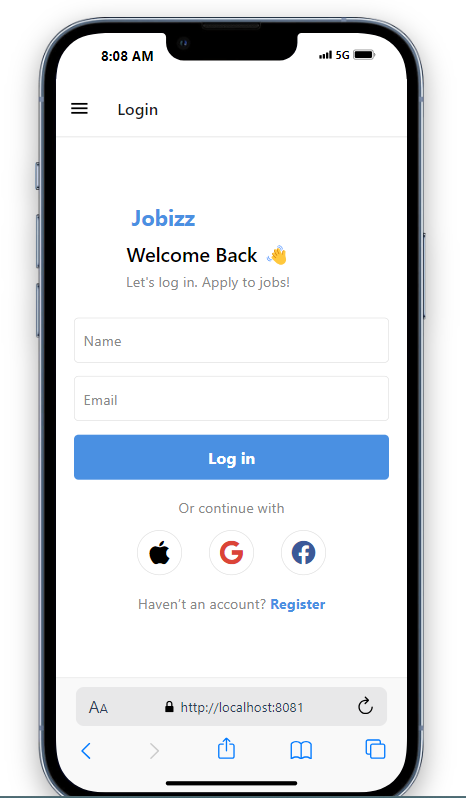 8:08 AM 5G
Login
Jobizz
Welcome Back 👋
Let's log in. Apply to jobs!
Name
Email
Log in
Or continue with
Haven't an account? Register
AA http://localhost:8081